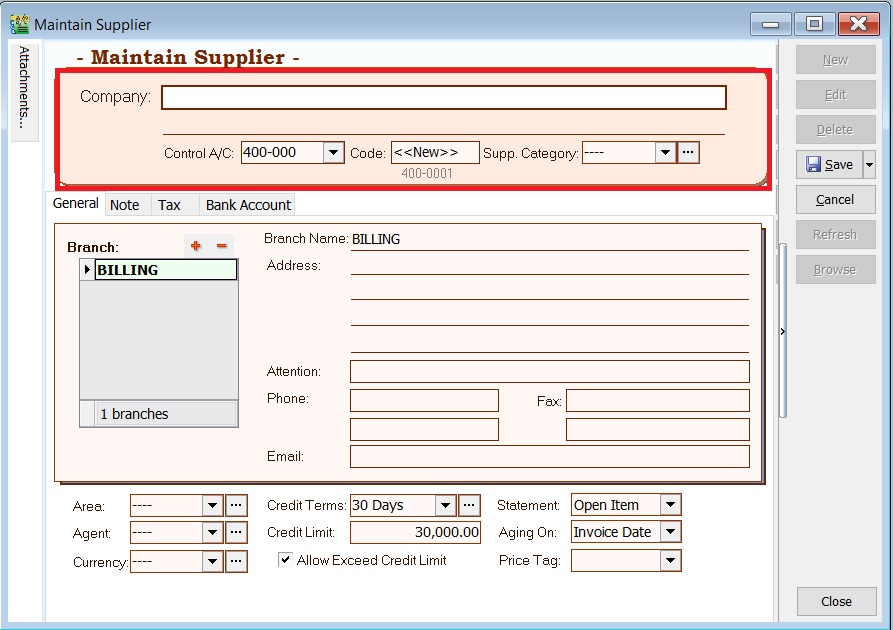 Maintain Supplier
Attachments...
- Maintain Supplier -
Company:
Control A/C: 400-000 Code: <<New>> Supp. Category: ----
400-0001
General Note Tax Bank Account
Branch:
BILLING
1 branches
Branch Name: BILLING
Address:
Attention:
Phone: Fax:
Email:
Area: ---- Credit Terms: 30 Days Statement: Open Item
Agent: ---- Credit Limit: 30,000.00 Aging On: Invoice Date
Currency: ---- Allow Exceed Credit Limit Price Tag:
New
Edit
Delete
Save
Cancel
Refresh
Browse
Close